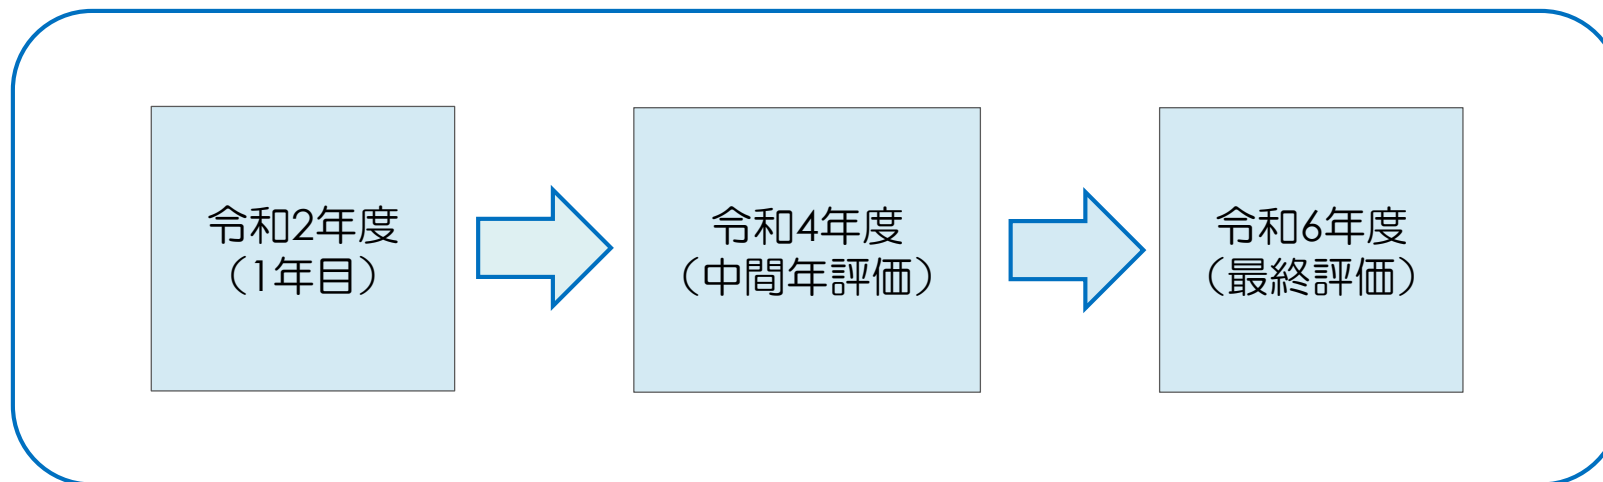 令和2年度
（1年目）
令和4年度
（中間年評価）
令和6年度
（最終評価）